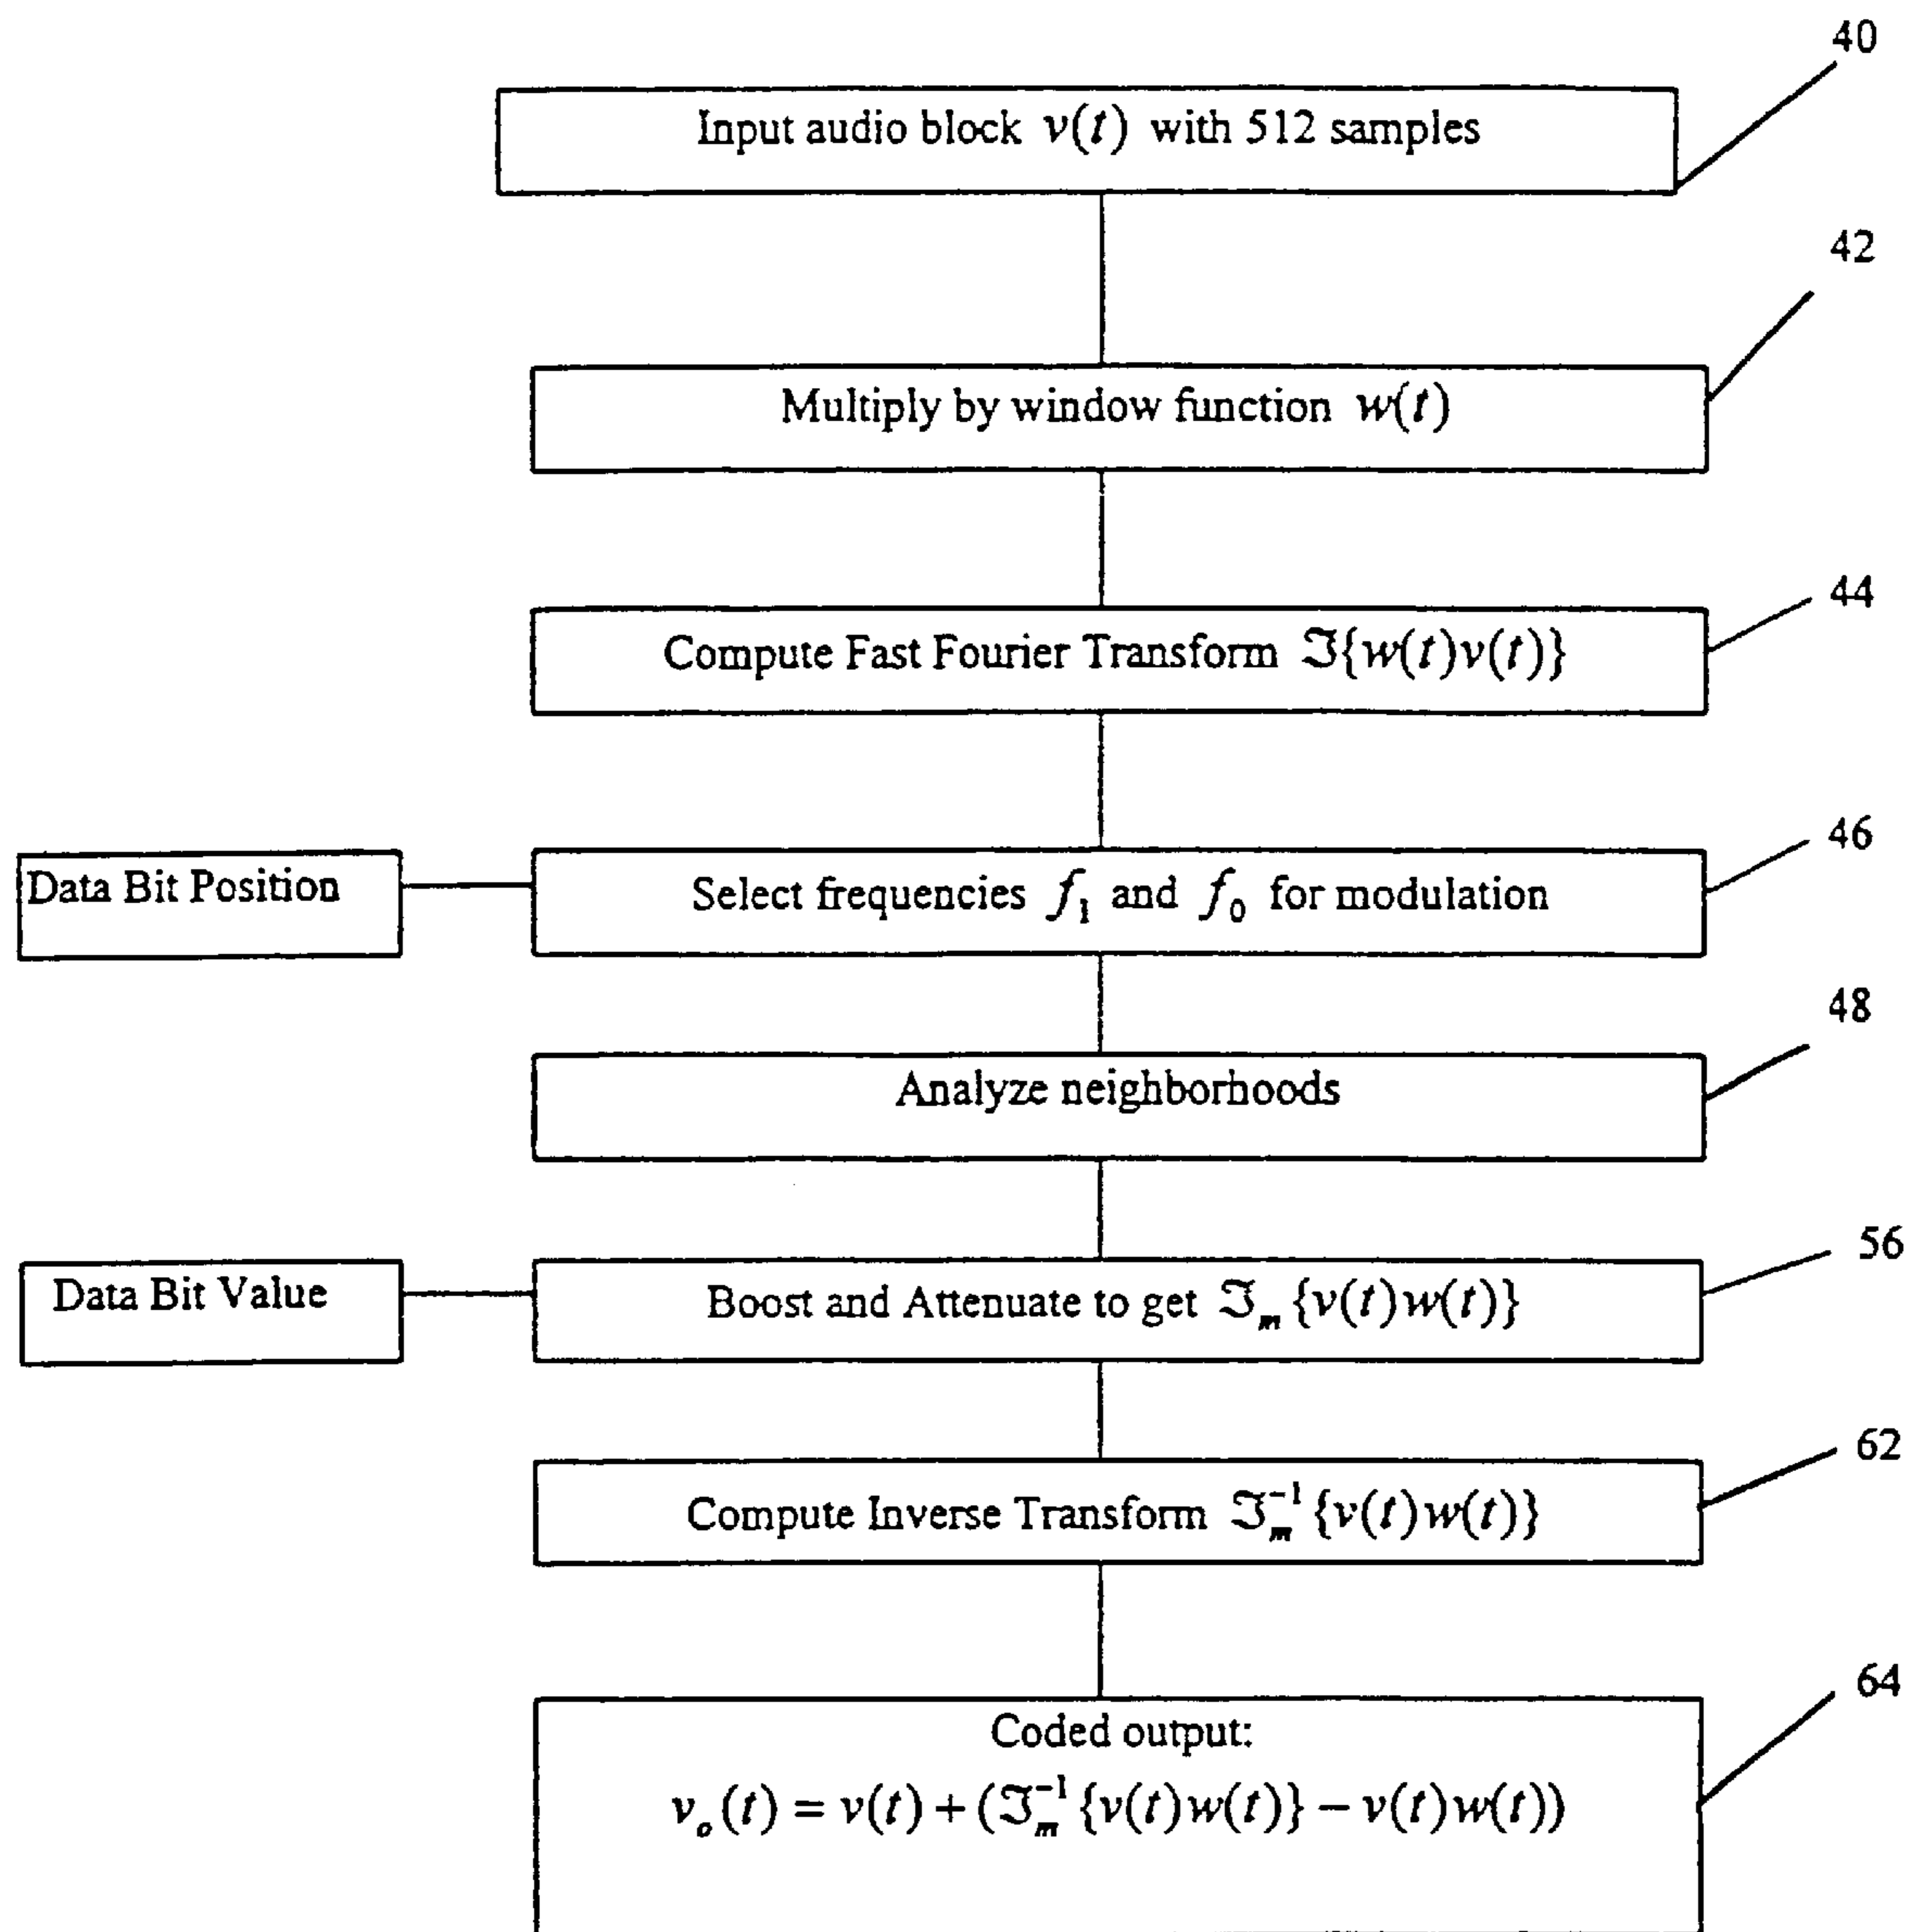 40
Input audio block v(t) with 512 samples
42
Multiply by window function w(t)
44
Compute Fast Fourier Transform ℑ{w(t)v(t)}
46
Data Bit Position
Select frequencies f₁ and f₀ for modulation
48
Analyze neighborhoods
56
Data Bit Value
Boost and Attenuate to get ℑₘ{v(t)w(t)}
62
Compute Inverse Transform ℑₘ⁻¹{v(t)w(t)}
64
Coded output:
vₒ(t) = v(t) + (ℑₘ⁻¹{v(t)w(t)} − v(t)w(t))